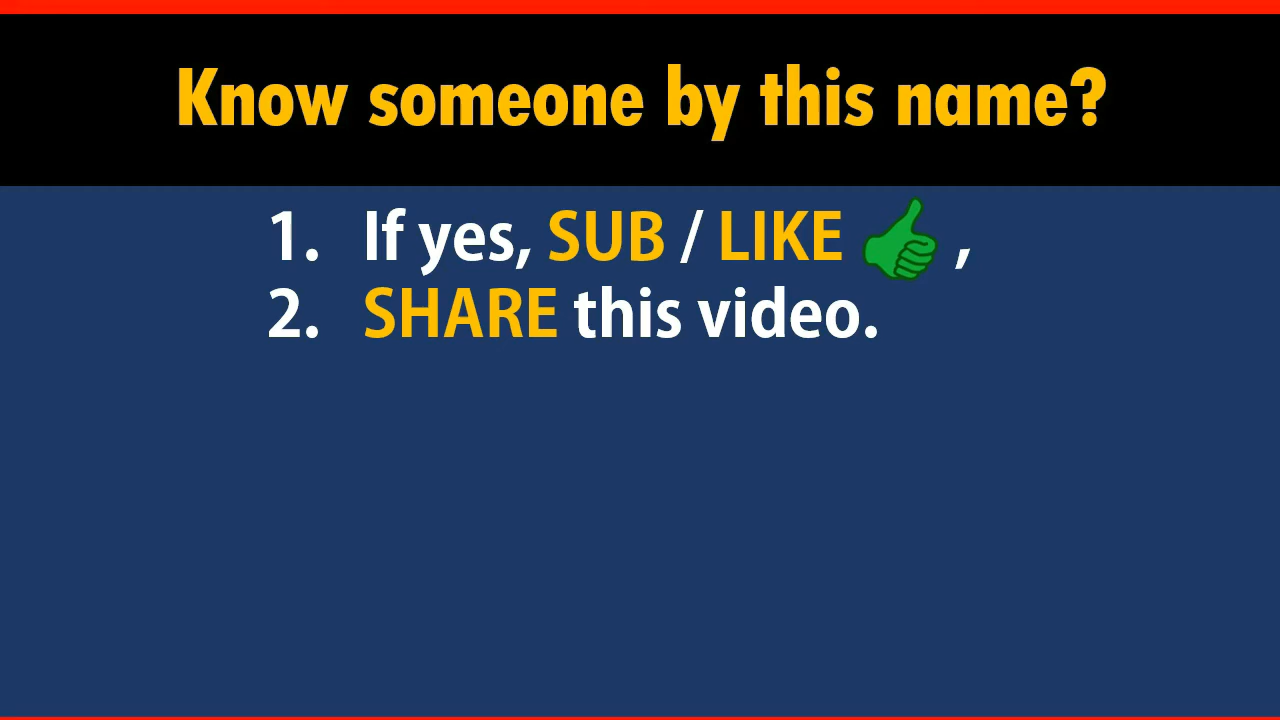 Know someone by this name?
1. If yes, SUB / LIKE ,
2. SHARE this video.